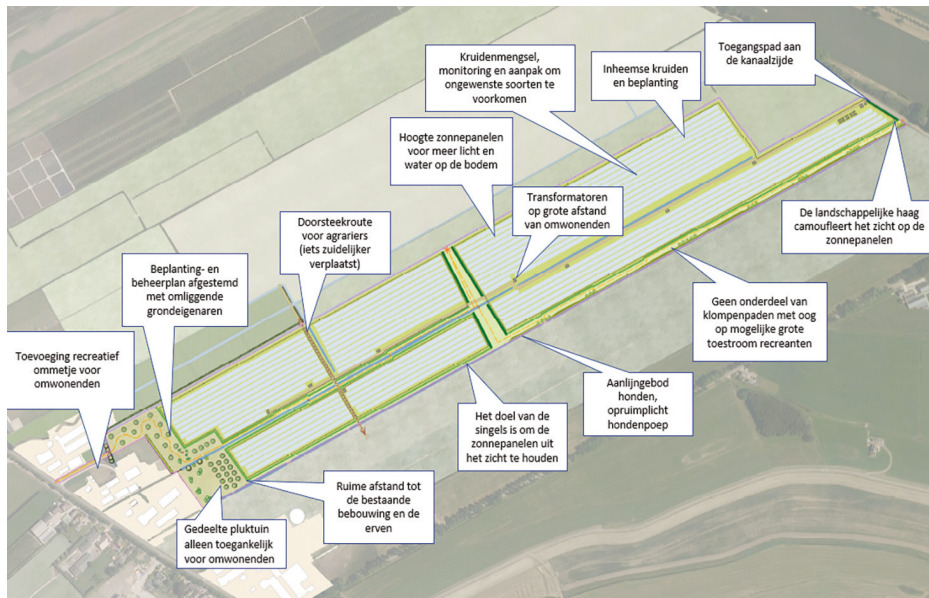 Kruidenmengsel,
monitoring en aanpak om
ongewenste soorten te
voorkomen
Inheemse kruiden
en beplanting
Toegangspad aan
de kanaalzijde
Hoogte zonnepanelen
voor meer licht en
water op de bodem
Transformatoren
op grote afstand
van omwonenden
De landschappelijke haag
camoufleert het zicht op de
zonnepanelen
Doorsteekroute
voor agrariers
(iets zuidelijker
verplaatst)
Beplanting- en
beheerplan afgestemd
met omliggende
grondeigenaren
Geen onderdeel van
klompenpaden met oog
op mogelijke grote
toestroom recreanten
Toevoeging recreatief
ommetje voor
omwonenden
Aanlijngebod
honden,
opruimplicht
hondenpoep
Het doel van de
singels is om de
zonnepanelen uit
het zicht te houden
Ruime afstand tot
de bestaande
bebouwing en de
erven
Gedeelte pluktuin
alleen toegankelijk
voor omwonenden